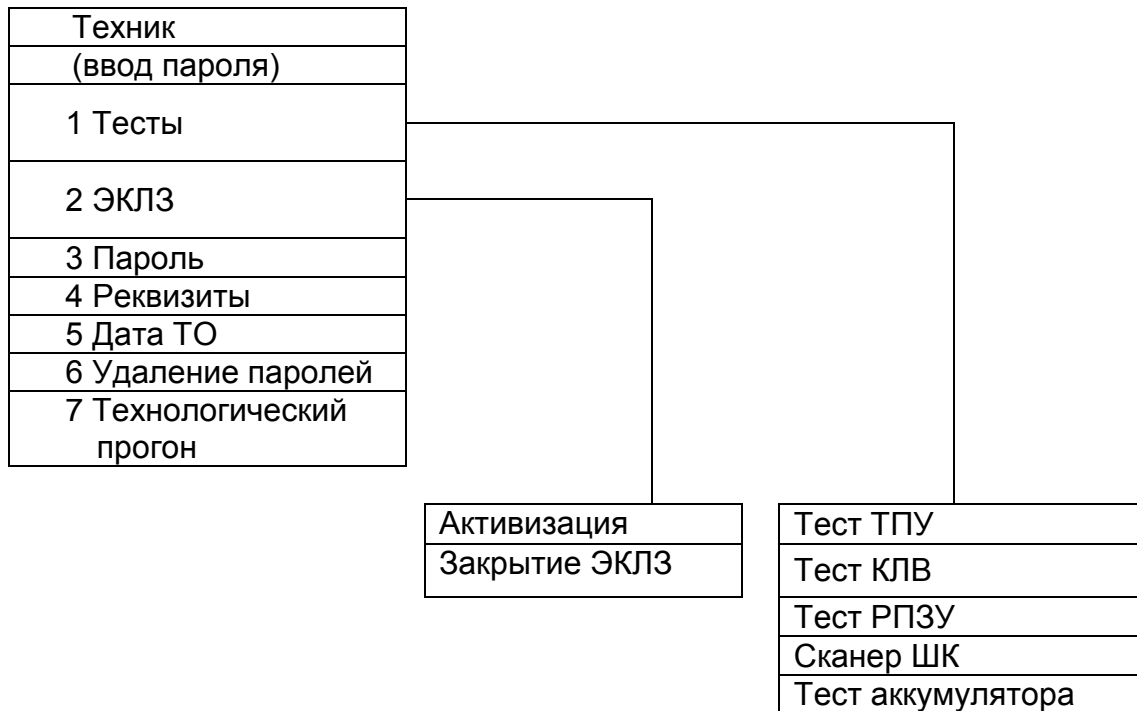 Техник
(ввод пароля)
1 Тесты
2 ЭКЛЗ
3 Пароль
4 Реквизиты
5 Дата ТО
6 Удаление паролей
7 Технологический
прогон
Активизация
Закрытие ЭКЛЗ
Тест ТПУ
Тест КЛВ
Тест РПЗУ
Сканер ШК
Тест аккумулятора